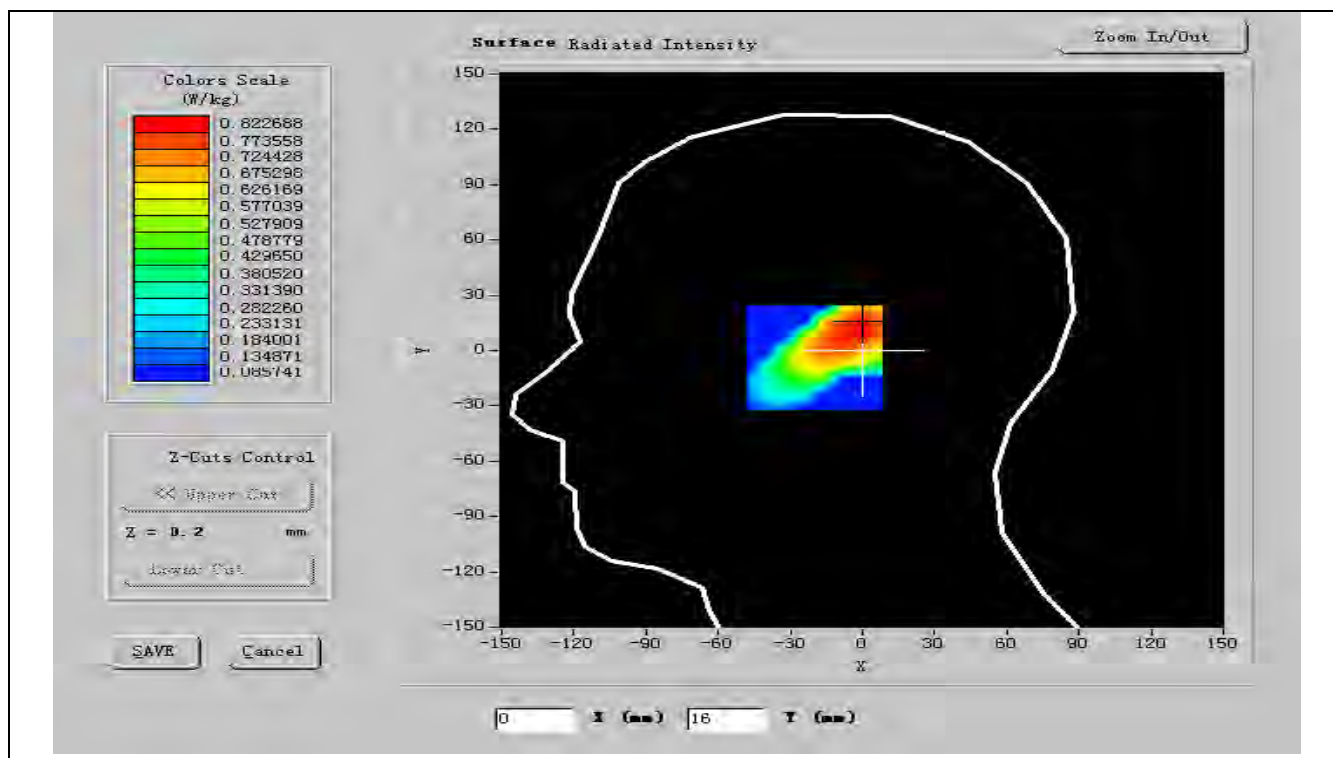 Surface Radiated Intensity
Zoom In/Out
Colors Scale
(W/kg)
0.822688
0.773558
0.724428
0.675298
0.626169
0.577039
0.527909
0.478779
0.429650
0.380520
0.331390
0.282260
0.233131
0.184001
0.134871
0.085741
Z-Cuts Control
<< Upper Cut
Z = 0.2 mm
Lower Cut
SAVE Cancel
150
120
90
60
30
0
-30
-60
-90
-120
-150
Y
-150 -120 -90 -60 -30 0 30 60 90 120 150
X
0 X (mm) 16 Y (mm)